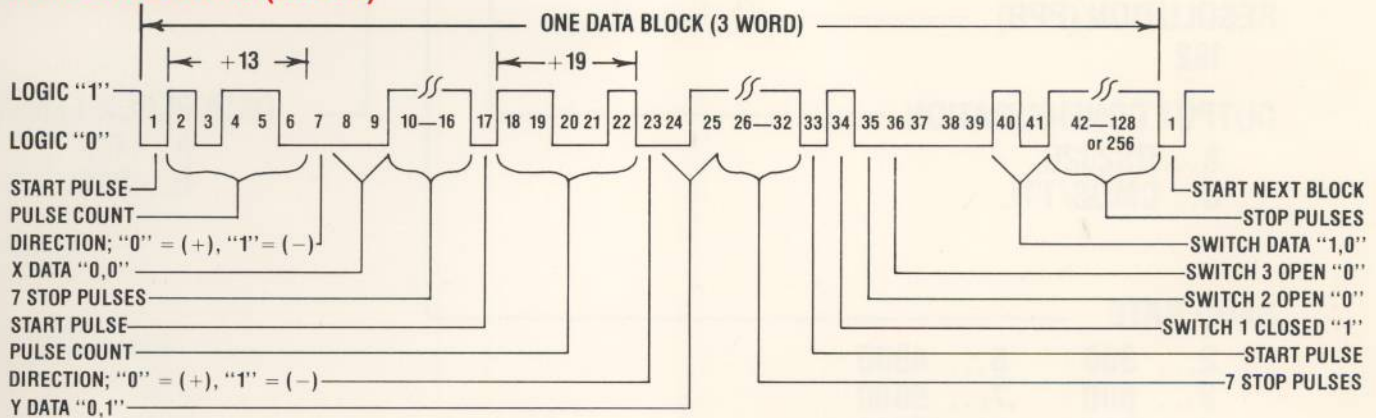 ONE DATA BLOCK (3 WORD)
+13
+19
LOGIC “1”
LOGIC “0”
1 2 3 4 5 6 7 8 9 10—16 17 18 19 20 21 22 23 24 25 26—32 33 34 35 36 37 38 39 40 41 42—128 1
or 256
START PULSE
PULSE COUNT
DIRECTION; “0” = (+), “1” = (−)
X DATA “0,0”
7 STOP PULSES
START PULSE
PULSE COUNT
DIRECTION; “0” = (+), “1” = (−)
Y DATA “0,1”
START NEXT BLOCK
STOP PULSES
SWITCH DATA “1,0”
SWITCH 3 OPEN “0”
SWITCH 2 OPEN “0”
SWITCH 1 CLOSED “1”
START PULSE
7 STOP PULSES